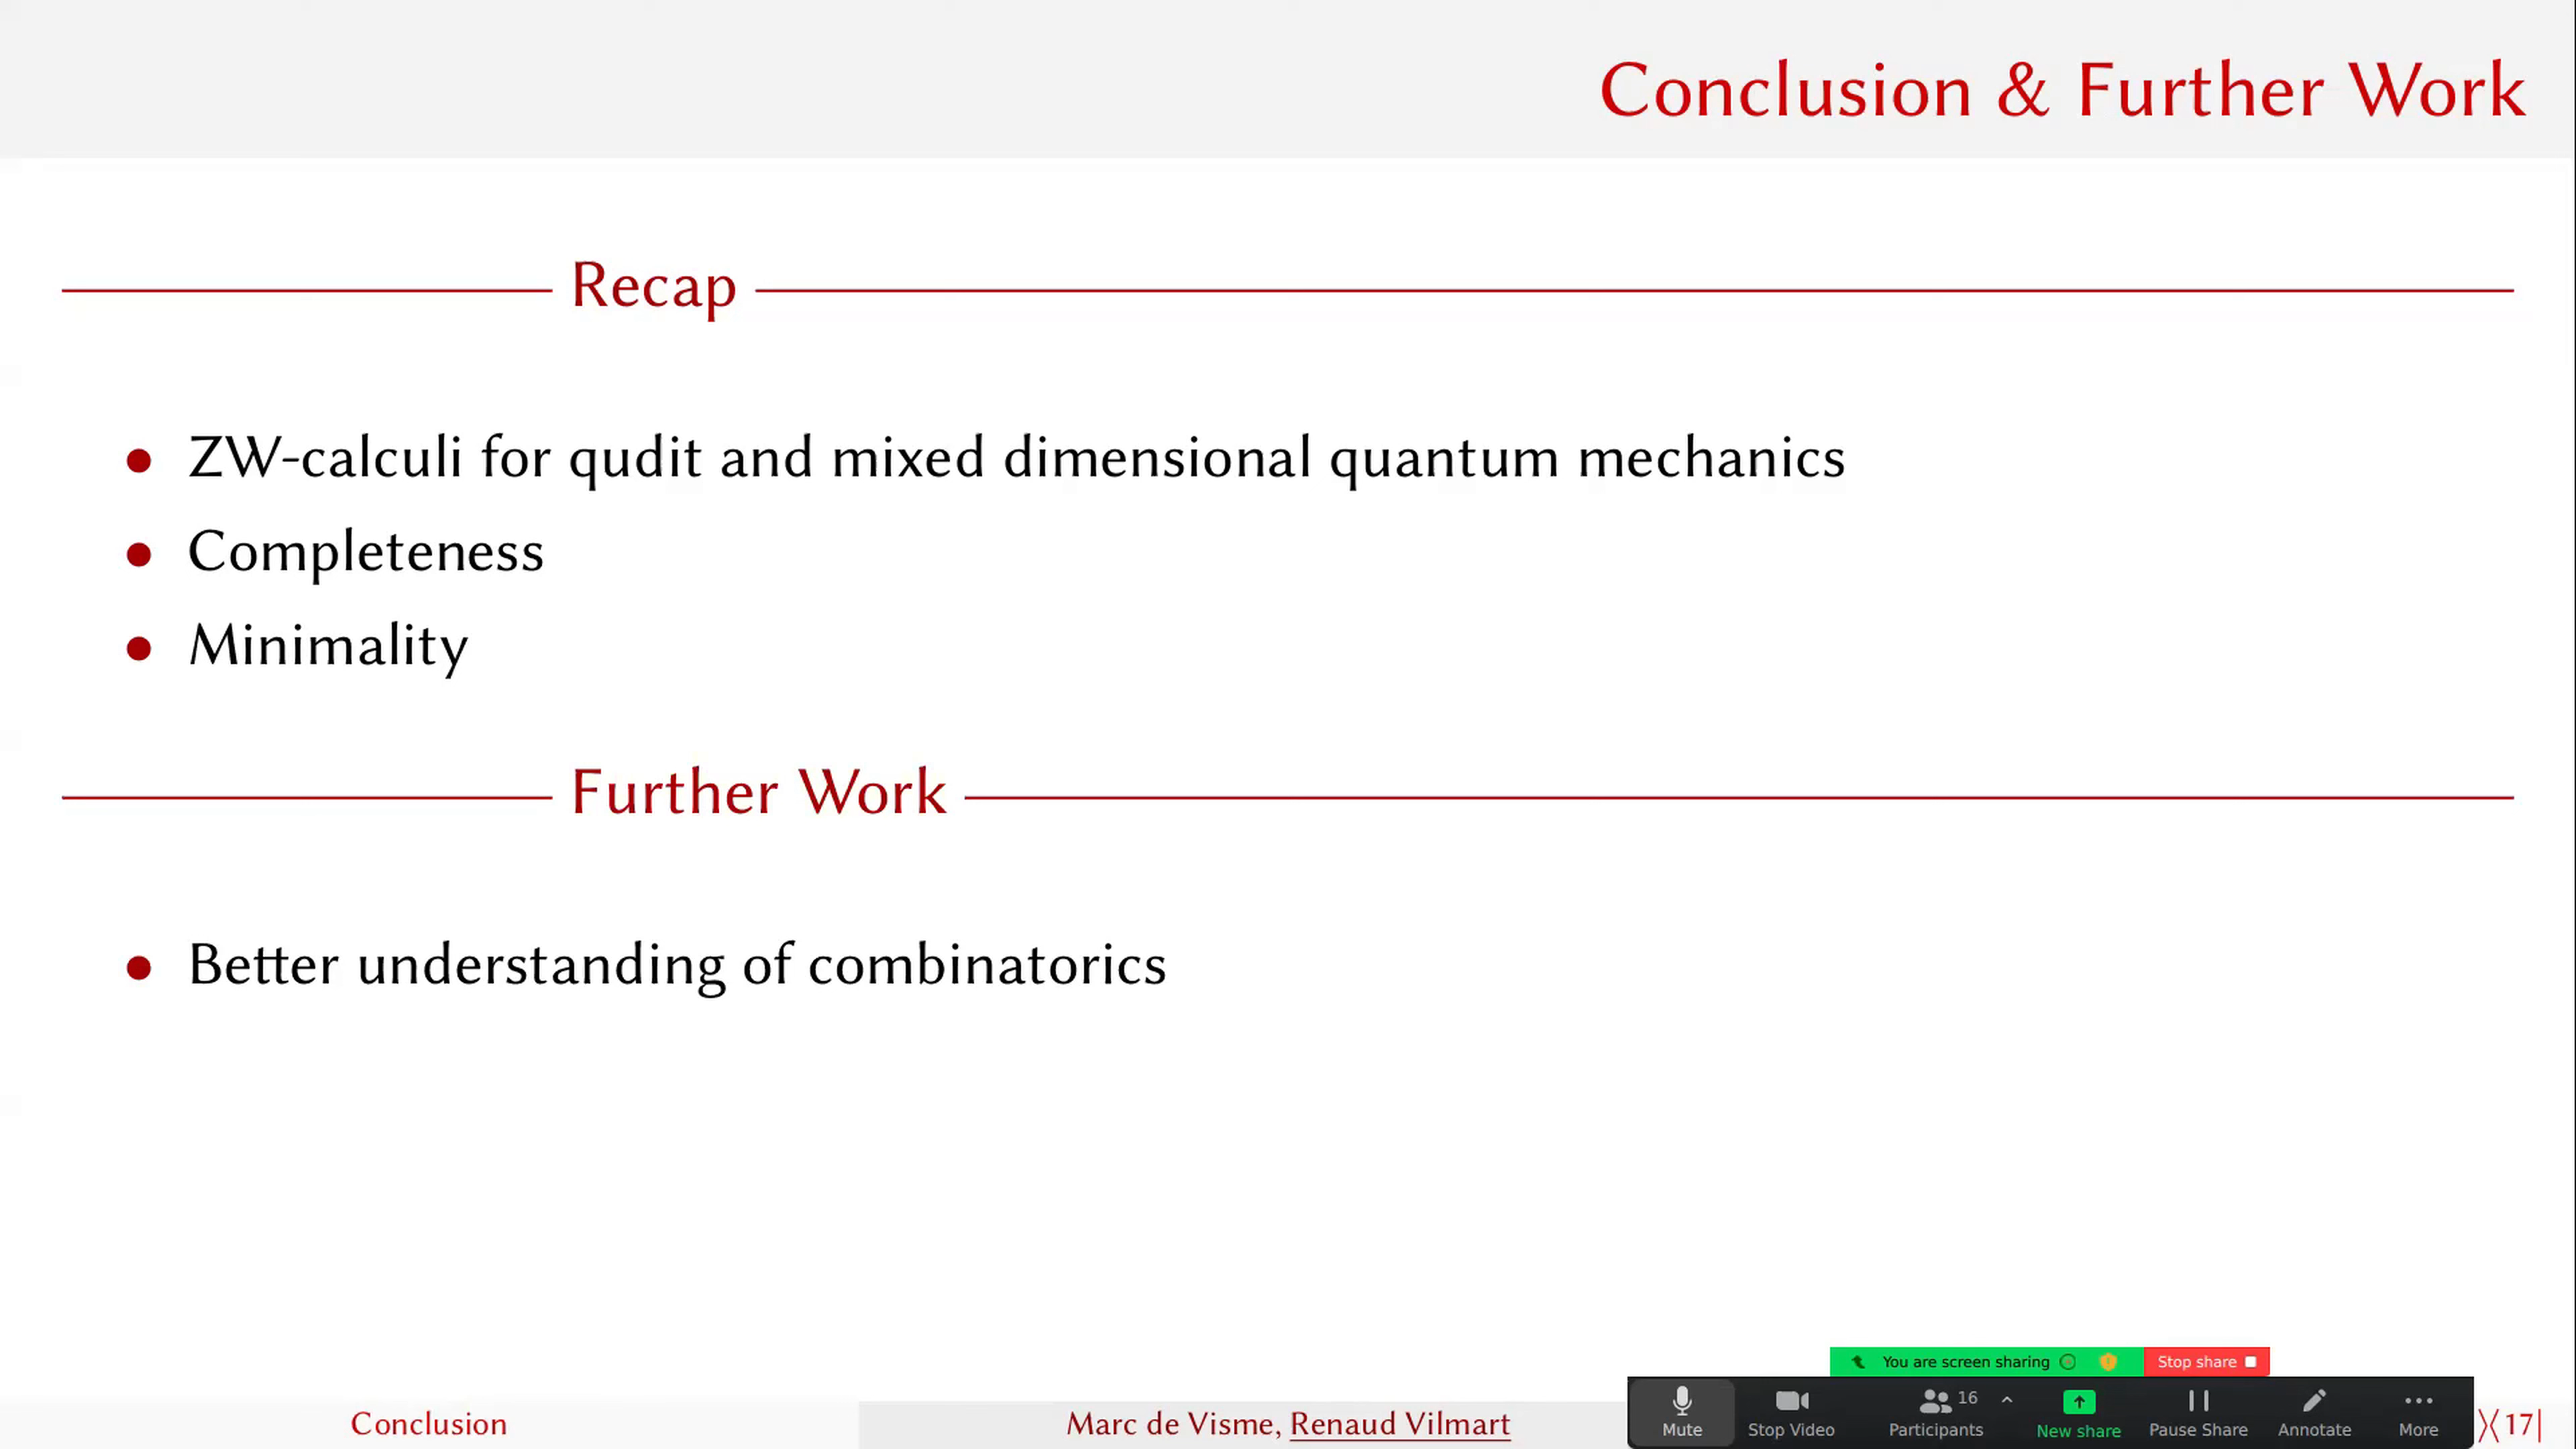 Conclusion & Further Work
Recap
• ZW-calculi for qudit and mixed dimensional quantum mechanics
• Completeness
• Minimality
Further Work
• Better understanding of combinatorics
You are screen sharing
Stop share
Conclusion
Marc de Visme, Renaud Vilmart
Mute
Stop Video
Participants 16
New share
Pause Share
Annotate
More
⟩⟨17|